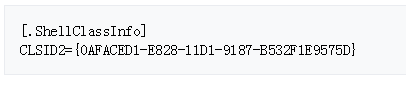 [.ShellClassInfo]
CLSID2={0AFACED1-E828-11D1-9187-B532F1E9575D}